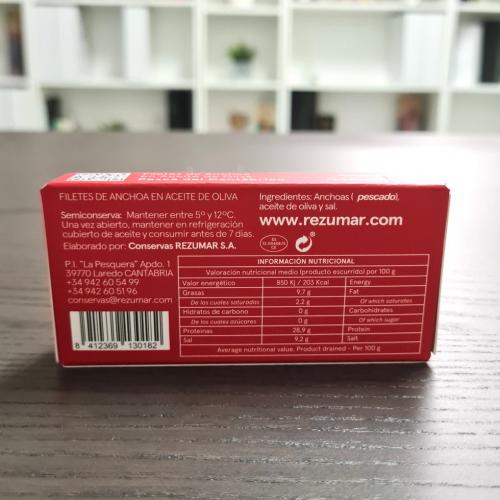 FILETES DE ANCHOA EN ACEITE DE OLIVA
Semiconserva: Mantener entre 5º y 12ºC.
Una vez abierto, mantener en refrigeración
cubierto de aceite y consumir antes de 7 dias.
Elaborado por: Conservas REZUMAR S.A.
P.I. "La Pesquera" Apdo. 1
39770 Laredo CANTABRIA
+34 942 60 54 99
+34 942 60 51 96
conservas@rezumar.com
8 412369 130182
Ingredientes: Anchoas ( pescado),
aceite de oliva y sal.
www.rezumar.com
ES
CE
INFORMACIÓN NUTRICIONAL
Valoración nutricional medio (producto escurrido) por 100 g
Valor energético 850 Kj / 203 Kcal Energy
Grasas 9,7 g Fat
De las cuales saturadas 2,2 g Of which saturates
Hidratos de carbono 0 g Carbohidrates
De los cuales azúcares 0 g Of which sugar
Proteinas 28,9 g Protein
Sal 9,2 g Salt
Average nutritional value. Product drained - Per 100 g